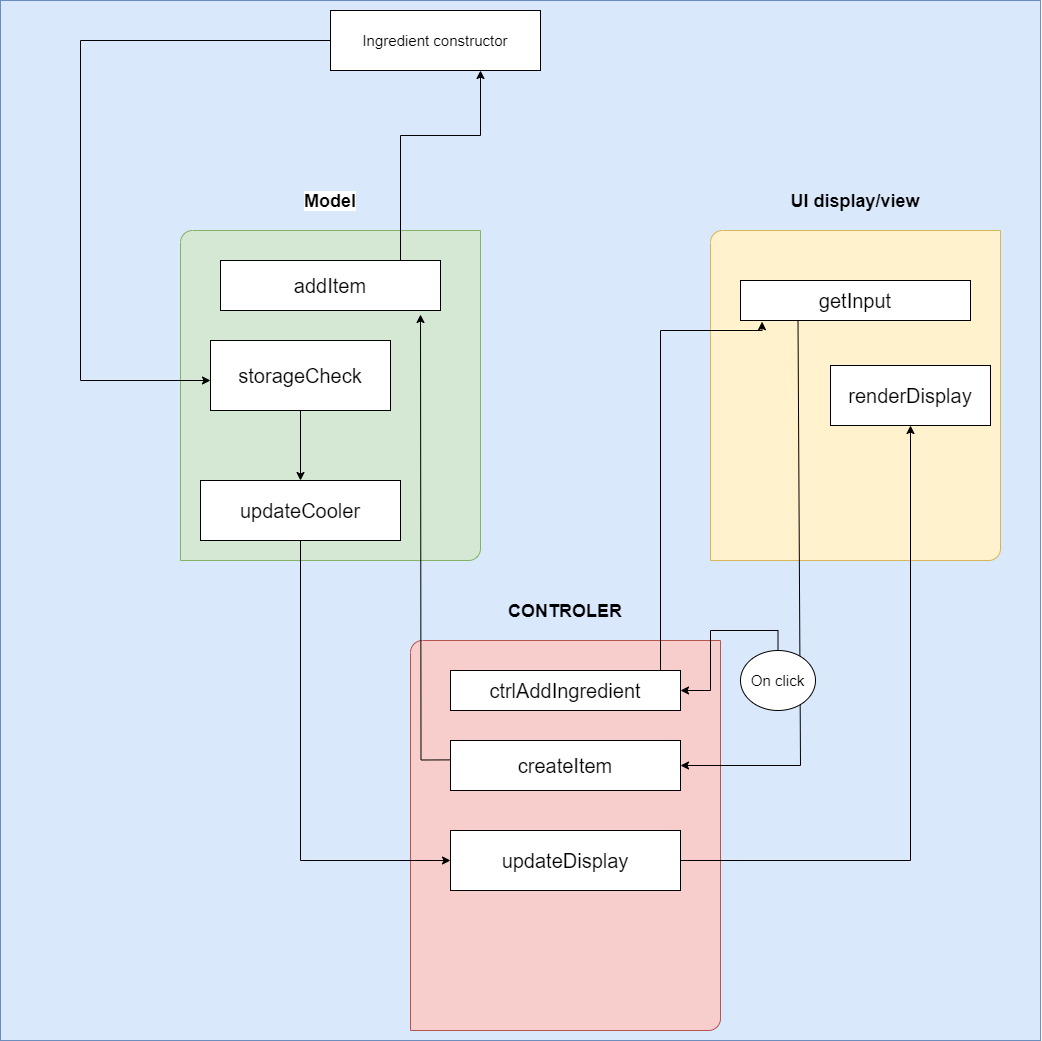 Ingredient constructor
Model
UI display/view
addItem
getInput
storageCheck
renderDisplay
updateCooler
CONTROLER
ctrlAddIngredient
On click
createItem
updateDisplay